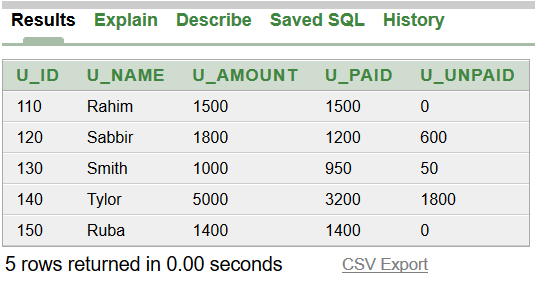 Results Explain Describe Saved SQL History
U_ID U_NAME U_AMOUNT U_PAID U_UNPAID
110 Rahim 1500 1500 0
120 Sabbir 1800 1200 600
130 Smith 1000 950 50
140 Tylor 5000 3200 1800
150 Ruba 1400 1400 0
5 rows returned in 0.00 seconds CSV Export